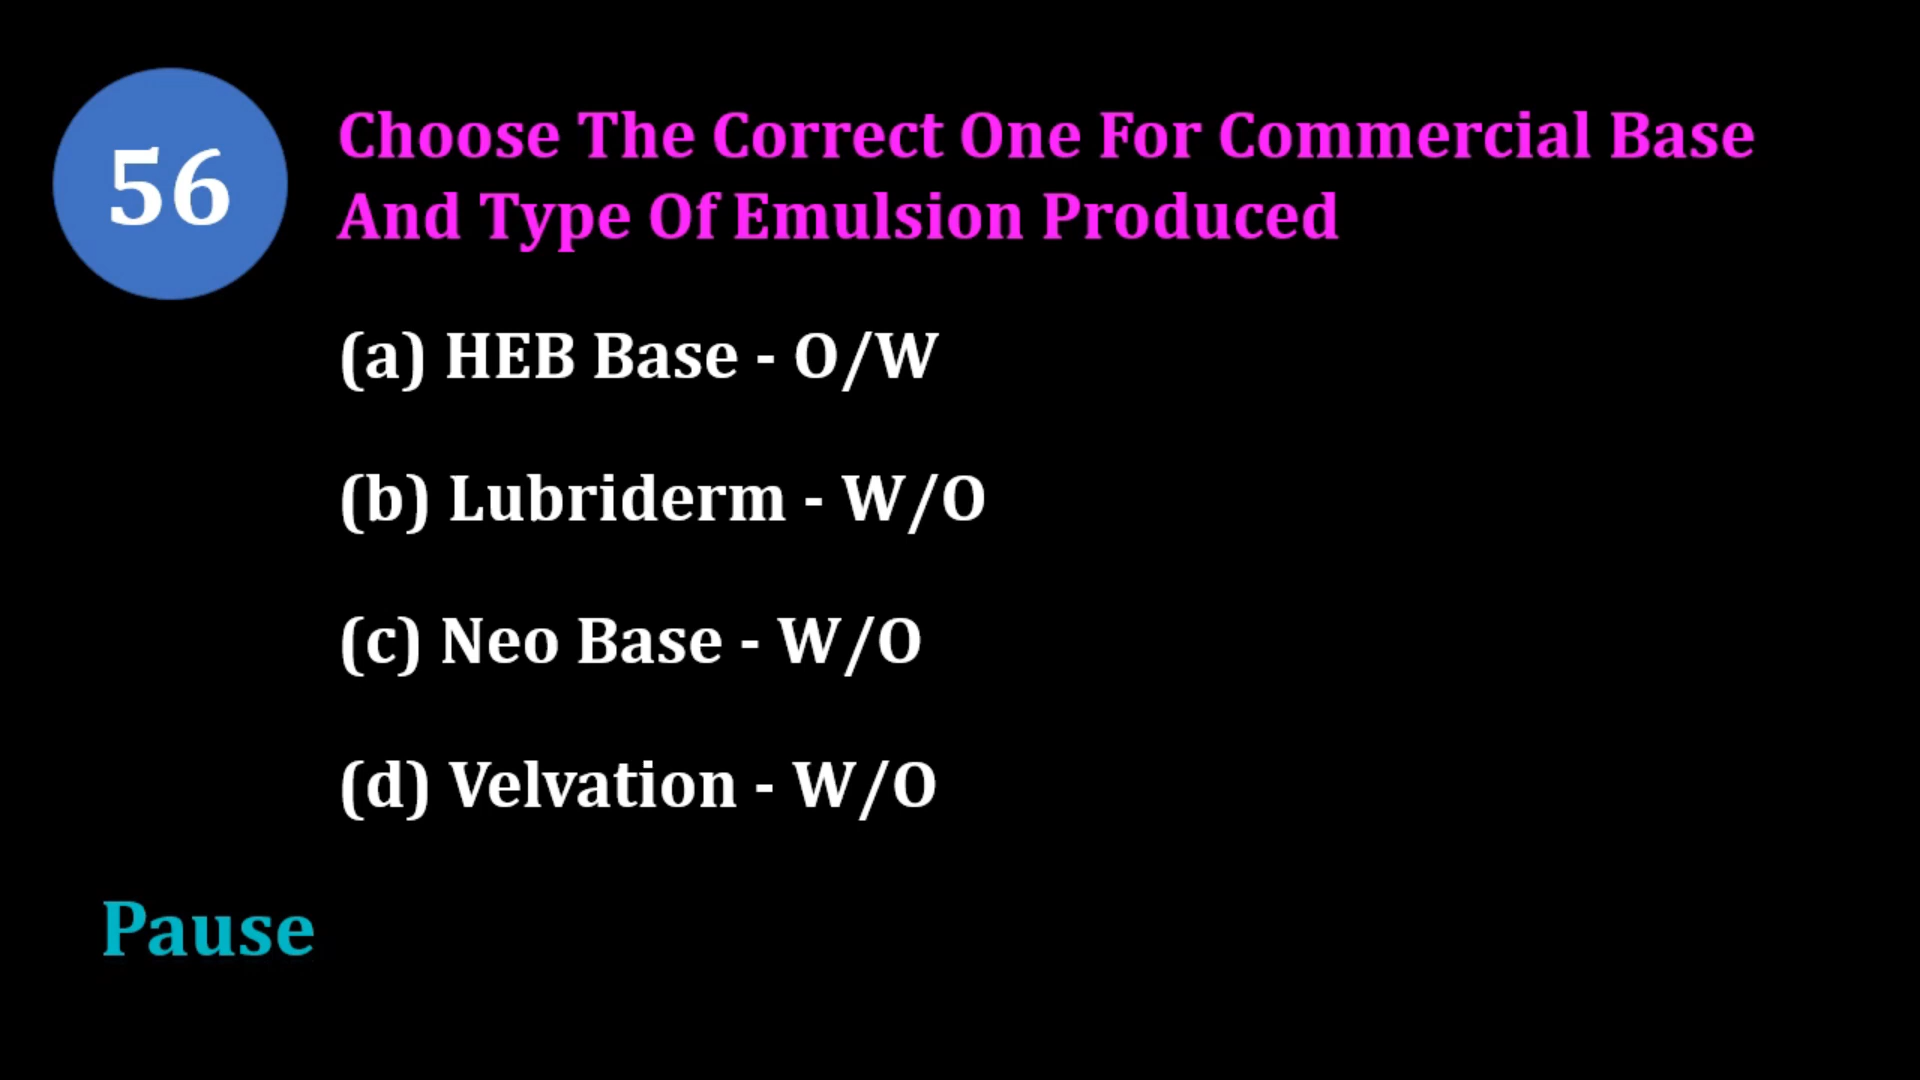 56
Choose The Correct One For Commercial Base
And Type Of Emulsion Produced
(a) HEB Base - O/W
(b) Lubriderm - W/O
(c) Neo Base - W/O
(d) Velvation - W/O
Pause